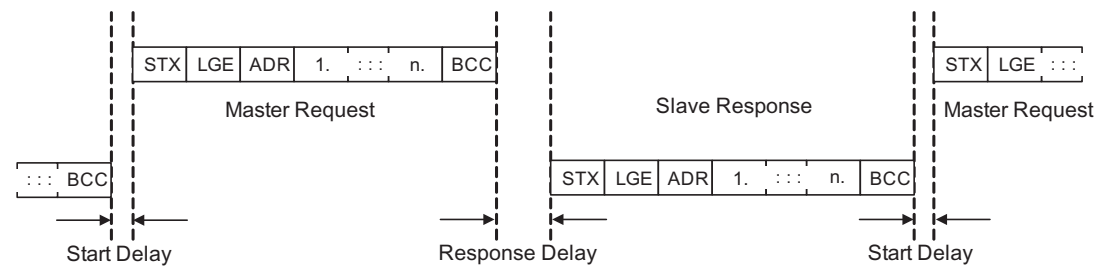 STX LGE ADR 1. : : : n. BCC STX LGE : : :
Master Request Slave Response Master Request
: : : BCC STX LGE ADR 1. : : : n. BCC
Start Delay Response Delay Start Delay